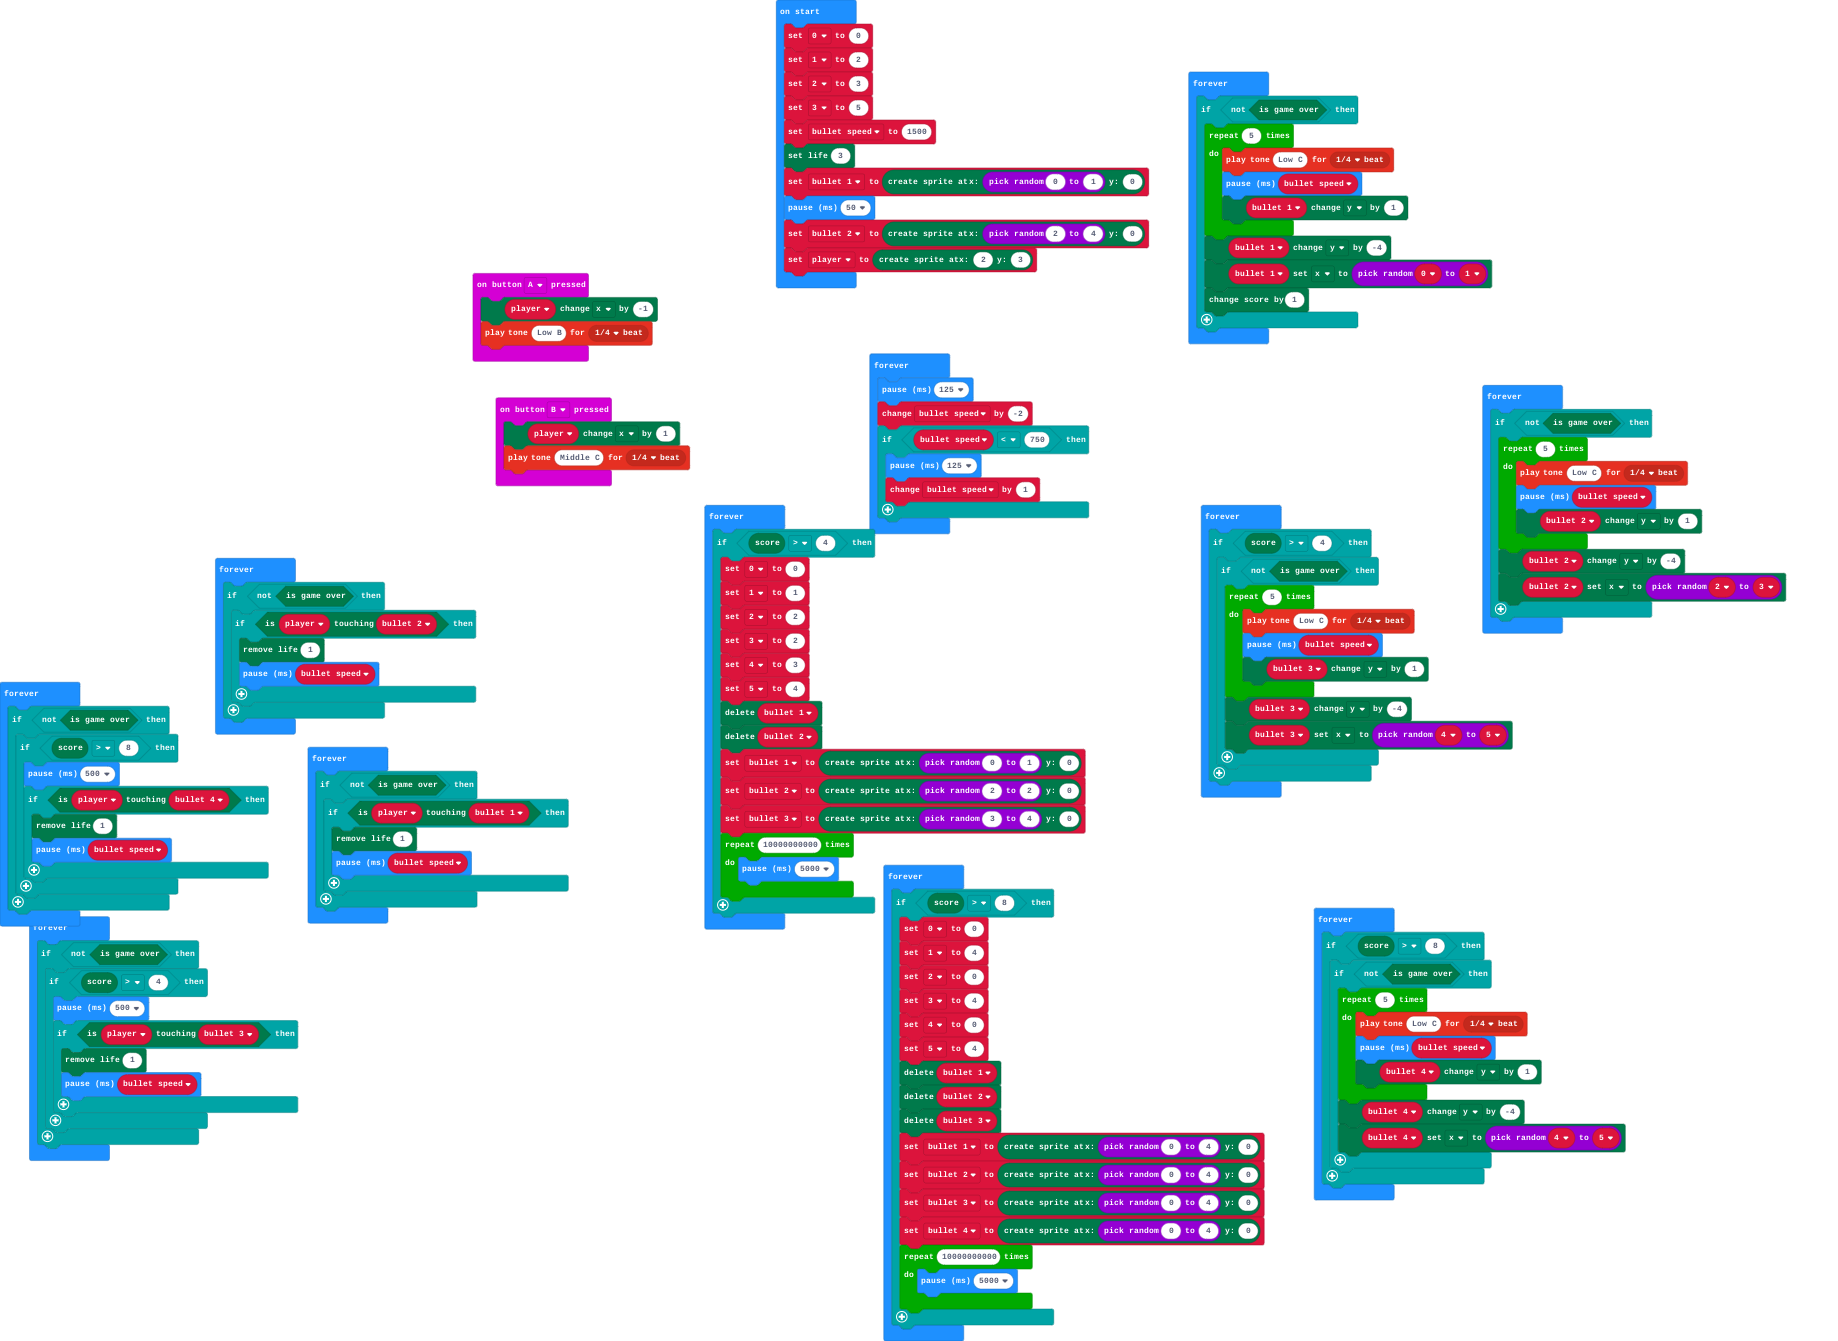 on start
set 0 to 0
set 1 to 2
set 2 to 3
set 3 to 5
set bullet speed to 1500
set life 3
set bullet 1 to create sprite atx: pick random 0 to 1 y: 0
pause (ms) 50
set bullet 2 to create sprite atx: pick random 2 to 4 y: 0
set player to create sprite atx: 2 y: 3
forever
if not is game over then
repeat 5 times
do play tone Low C for 1/4 beat
pause (ms) bullet speed
bullet 1 change y by 1
bullet 1 change y by -4
bullet 1 set x to pick random 0 to 1
change score by 1
on button A pressed
player change x by -1
play tone Low B for 1/4 beat
on button B pressed
player change x by 1
play tone Middle C for 1/4 beat
forever
pause (ms) 125
change bullet speed by -2
if bullet speed < 750 then
pause (ms) 125
change bullet speed by 1
forever
if not is game over then
repeat 5 times
do play tone Low C for 1/4 beat
pause (ms) bullet speed
bullet 2 change y by 1
bullet 2 change y by -4
bullet 2 set x to pick random 2 to 3
forever
if score > 4 then
set 0 to 0
set 1 to 1
set 2 to 2
set 3 to 2
set 4 to 3
set 5 to 4
delete bullet 1
delete bullet 2
set bullet 1 to create sprite atx: pick random 0 to 1 y: 0
set bullet 2 to create sprite atx: pick random 2 to 2 y: 0
set bullet 3 to create sprite atx: pick random 3 to 4 y: 0
repeat 10000000000 times
do pause (ms) 5000
forever
if score > 4 then
if not is game over then
repeat 5 times
do play tone Low C for 1/4 beat
pause (ms) bullet speed
bullet 3 change y by 1
bullet 3 change y by -4
bullet 3 set x to pick random 4 to 5
forever
if not is game over then
if is player touching bullet 2 then
remove life 1
pause (ms) bullet speed
forever
if not is game over then
if score > 8 then
pause (ms) 500
if is player touching bullet 4 then
remove life 1
pause (ms) bullet speed
forever
if not is game over then
if is player touching bullet 1 then
remove life 1
pause (ms) bullet speed
forever
if not is game over then
if score > 4 then
pause (ms) 500
if is player touching bullet 3 then
remove life 1
pause (ms) bullet speed
forever
if score > 8 then
set 0 to 0
set 1 to 4
set 2 to 0
set 3 to 4
set 4 to 0
set 5 to 4
delete bullet 1
delete bullet 2
delete bullet 3
set bullet 1 to create sprite atx: pick random 0 to 4 y: 0
set bullet 2 to create sprite atx: pick random 0 to 4 y: 0
set bullet 3 to create sprite atx: pick random 0 to 4 y: 0
set bullet 4 to create sprite atx: pick random 0 to 4 y: 0
repeat 10000000000 times
do pause (ms) 5000
forever
if score > 8 then
if not is game over then
repeat 5 times
do play tone Low C for 1/4 beat
pause (ms) bullet speed
bullet 4 change y by 1
bullet 4 change y by -4
bullet 4 set x to pick random 4 to 5